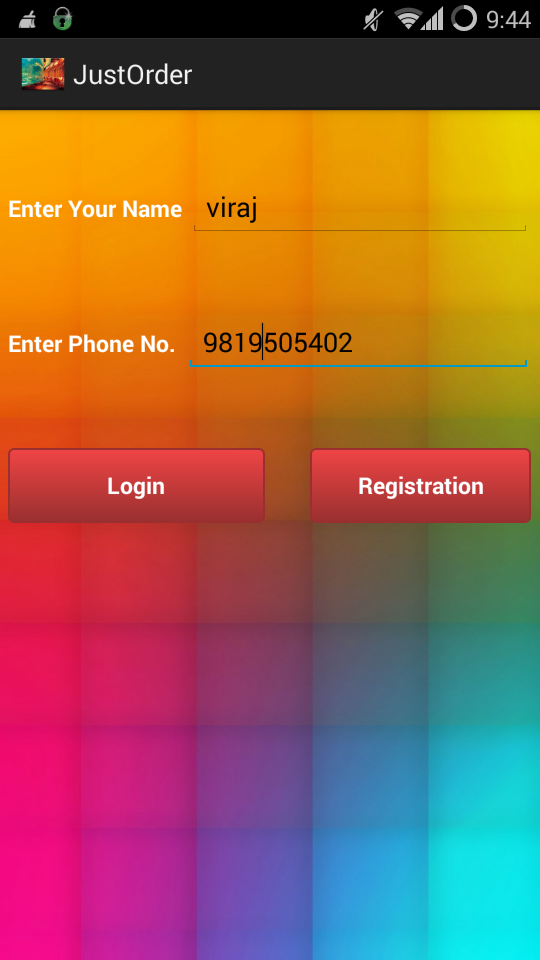 9:44
JustOrder
Enter Your Name viraj
Enter Phone No. 9819505402
Login Registration